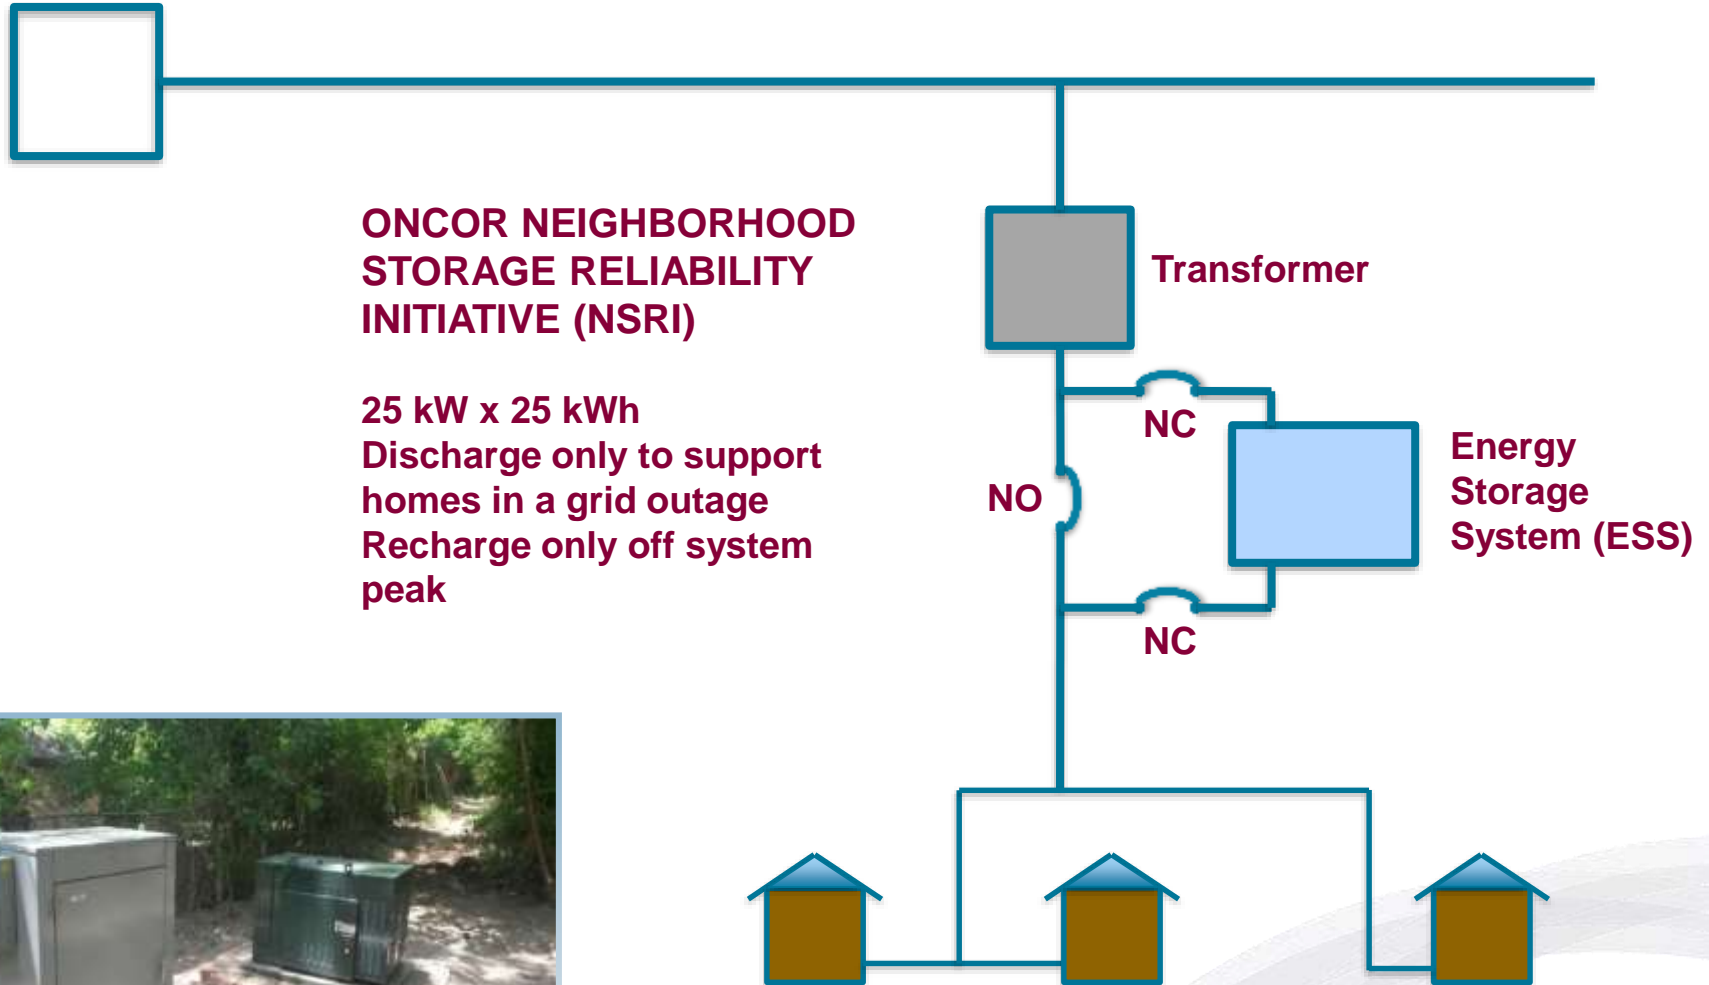 ONCOR NEIGHBORHOOD
STORAGE RELIABILITY
INITIATIVE (NSRI)
25 kW x 25 kWh
Discharge only to support
homes in a grid outage
Recharge only off system
peak
Transformer
NC
NO
Energy
Storage
System (ESS)
NC